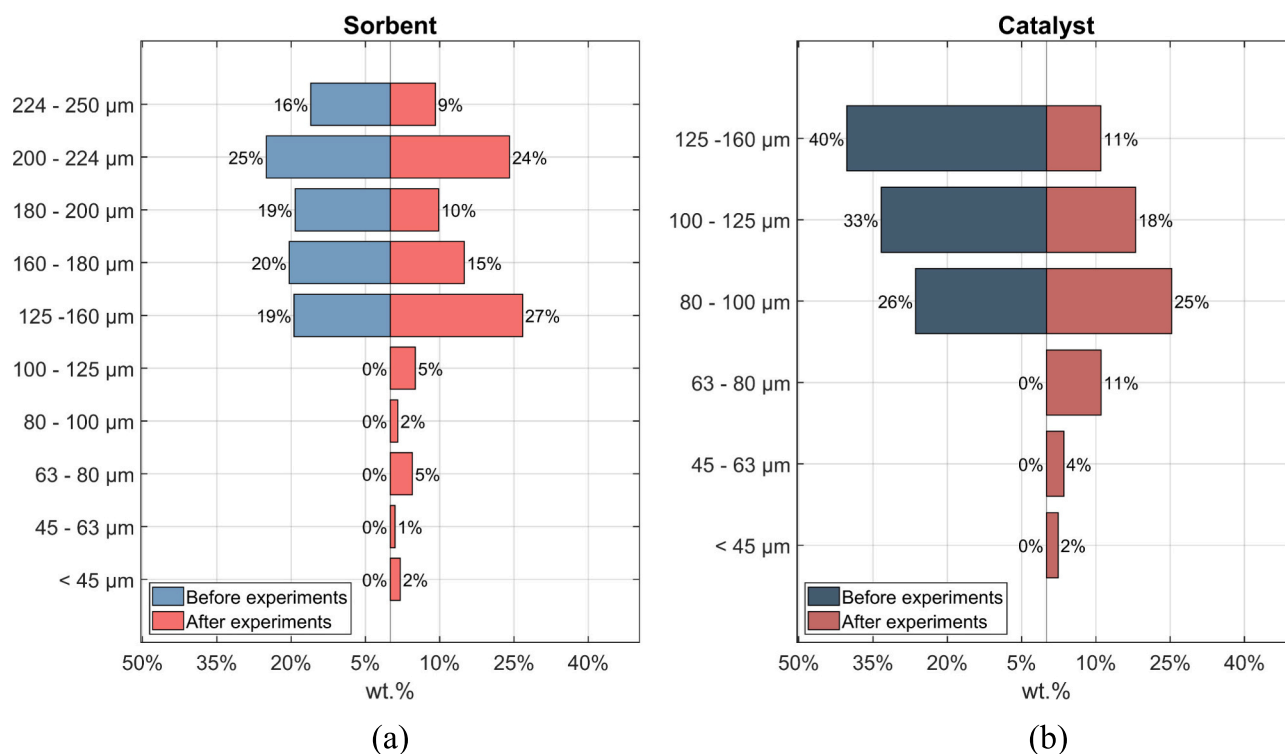 Sorbent
224 - 250 µm
16%
9%
200 - 224 µm
25%
24%
180 - 200 µm
19%
10%
160 - 180 µm
20%
15%
125 -160 µm
19%
27%
100 - 125 µm
0%
5%
80 - 100 µm
0%
2%
63 - 80 µm
0%
5%
45 - 63 µm
0%
1%
< 45 µm
0%
2%
Before experiments
After experiments
50% 35% 20% 5% 10% 25% 40%
wt.%
(a)
Catalyst
125 -160 µm
40%
11%
100 - 125 µm
33%
18%
80 - 100 µm
26%
25%
63 - 80 µm
0%
11%
45 - 63 µm
0%
4%
< 45 µm
0%
2%
Before experiments
After experiments
50% 35% 20% 5% 10% 25% 40%
wt.%
(b)